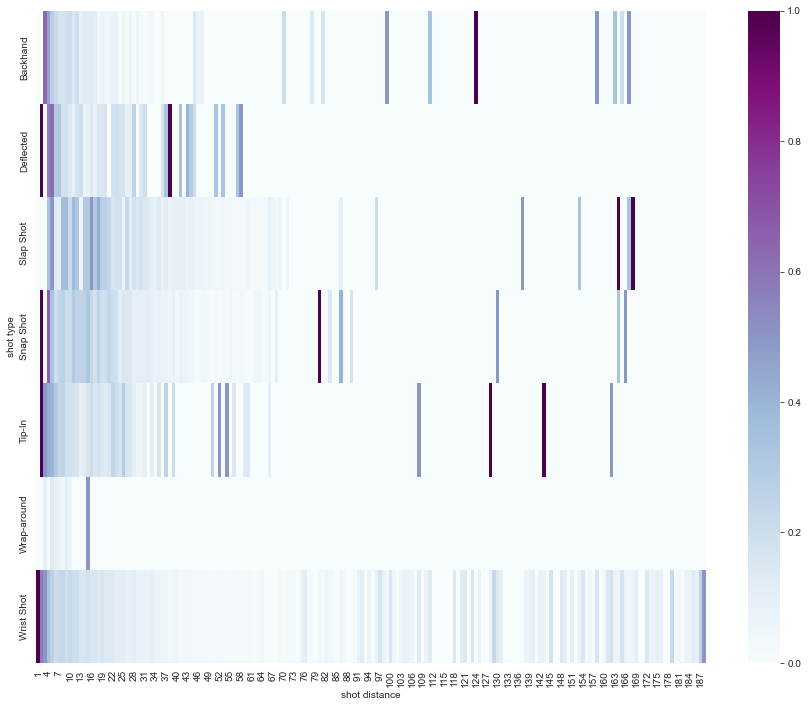 shot type
Backhand
Deflected
Slap Shot
Snap Shot
Tip-In
Wrap-around
Wrist Shot
1 4 7 10 13 16 19 22 25 28 31 34 37 40 43 46 49 52 55 58 61 64 67 70 73 76 79 82 85 88 91 94 97 100 103 106 109 112 115 118 121 124 127 130 133 136 139 142 145 148 151 154 157 160 163 166 169 172 175 178 181 184 187
shot distance
1.0
0.8
0.6
0.4
0.2
0.0